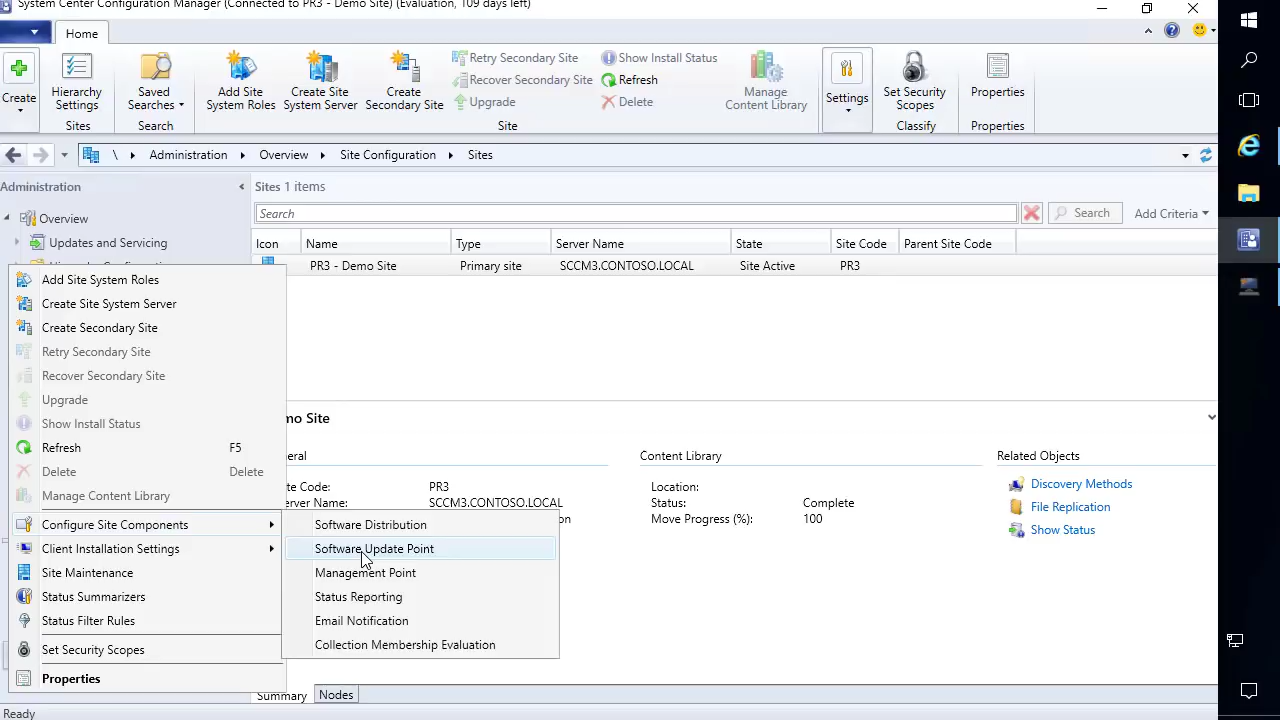 System Center Configuration Manager (Connected to PR3 - Demo Site) (Evaluation, 109 days left)
Home
Create
Hierarchy Settings
Sites
Saved Searches
Search
Add Site System Roles
Create Site System Server
Create Secondary Site
Retry Secondary Site
Recover Secondary Site
Upgrade
Show Install Status
Refresh
Delete
Site
Manage Content Library
Settings
Set Security Scopes
Classify
Properties
Properties
\ Administration Overview Site Configuration Sites
Administration
Overview
Updates and Servicing
Sites 1 items
Search
Search
Add Criteria
Icon Name Type Server Name State Site Code Parent Site Code
PR3 - Demo Site Primary site SCCM3.CONTOSO.LOCAL Site Active PR3
Add Site System Roles
Create Site System Server
Create Secondary Site
Retry Secondary Site
Recover Secondary Site
Upgrade
Show Install Status
Refresh F5
Delete Delete
Manage Content Library
Configure Site Components
Client Installation Settings
Site Maintenance
Status Summarizers
Status Filter Rules
Set Security Scopes
Properties
Software Distribution
Software Update Point
Management Point
Status Reporting
Email Notification
Collection Membership Evaluation
mo Site
eral
te Code: PR3
erver Name: SCCM3.CONTOSO.LOCAL
on
Content Library
Location:
Status: Complete
Move Progress (%): 100
Related Objects
Discovery Methods
File Replication
Show Status
Summary Nodes
Ready